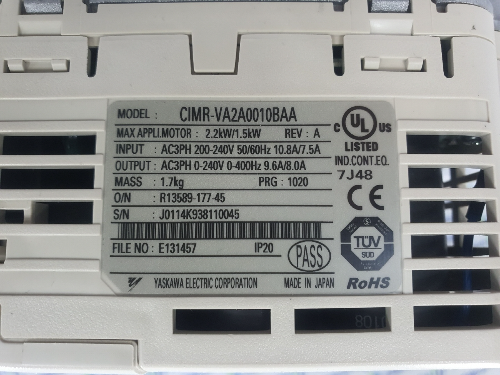 MODEL : CIMR-VA2A0010BAA
MAX APPLI.MOTOR : 2.2kW/1.5kW REV : A
INPUT : AC3PH 200-240V 50/60Hz 10.8A/7.5A
OUTPUT : AC3PH 0-240V 0-400Hz 9.6A/8.0A
MASS : 1.7kg PRG : 1020
O/N : R13589-177-45
S/N : J0114K938110045
FILE NO : E131457 IP20
PASS
YASKAWA ELECTRIC CORPORATION MADE IN JAPAN
C UL US
LISTED
IND.CONT.EQ.
7J48
CE
TÜV
SÜD
RoHS